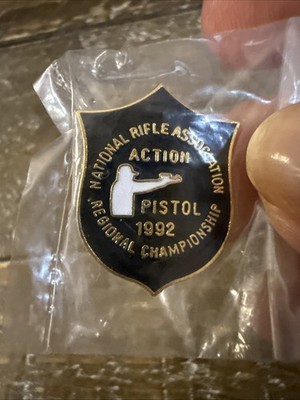 NATIONAL RIFLE ASSOCIATION
ACTION
PISTOL
1992
REGIONAL CHAMPIONSHIP